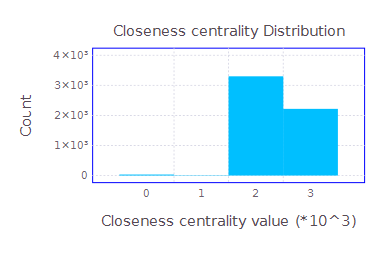 Closeness centrality Distribution
4×10³
3×10³
2×10³
1×10³
0
Count
0 1 2 3
Closeness centrality value (*10^3)